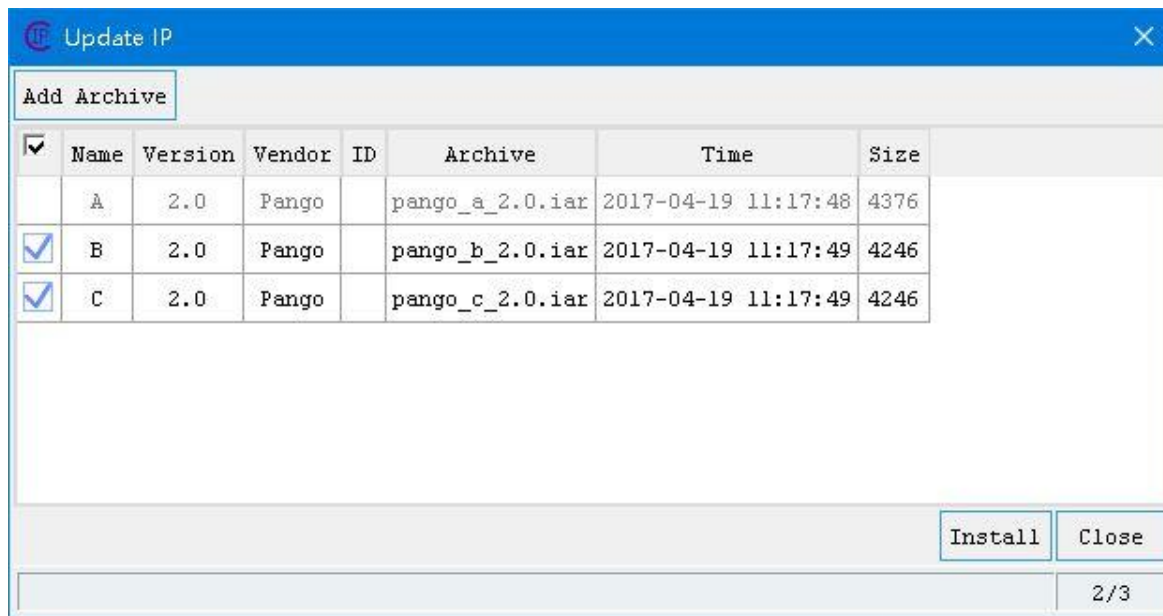 IP Update IP
Add Archive
Name Version Vendor ID Archive Time Size
A 2.0 Pango pango_a_2.0.iar 2017-04-19 11:17:48 4376
B 2.0 Pango pango_b_2.0.iar 2017-04-19 11:17:49 4246
C 2.0 Pango pango_c_2.0.iar 2017-04-19 11:17:49 4246
Install Close
2/3